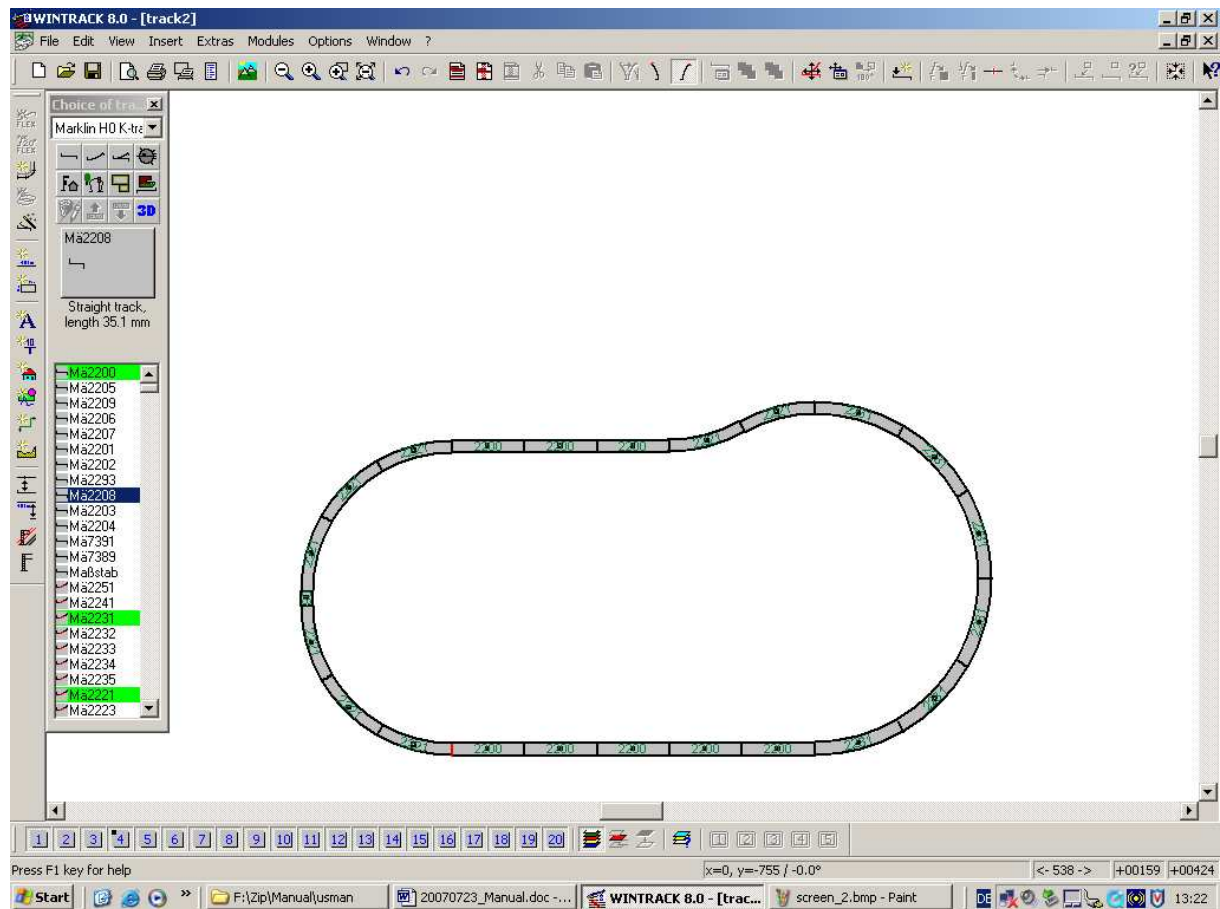 WINTRACK 8.0 - [track2]
File Edit View Insert Extras Modules Options Window ?
Choice of tra...
Marklin H0 K-tra
3D
Mä2208
Straight track,
length 35.1 mm
Mä2200
Mä2205
Mä2209
Mä2206
Mä2207
Mä2201
Mä2202
Mä2293
Mä2208
Mä2203
Mä2204
Mä7391
Mä7389
Maßstab
Mä2251
Mä2241
Mä2231
Mä2232
Mä2233
Mä2234
Mä2235
Mä2221
Mä2223
2200 2200 2200
2200 2200 2200 2200 2200
1 2 3 4 5 6 7 8 9 10 11 12 13 14 15 16 17 18 19 20 1 2 3 4 5
Press F1 key for help x=0, y=-755 / -0.0° <- 538 -> +00159 +00424
Start » F:\Zip\Manual\usman 20070723_Manual.doc -... WINTRACK 8.0 - [trac... screen_2.bmp - Paint DE 13:22